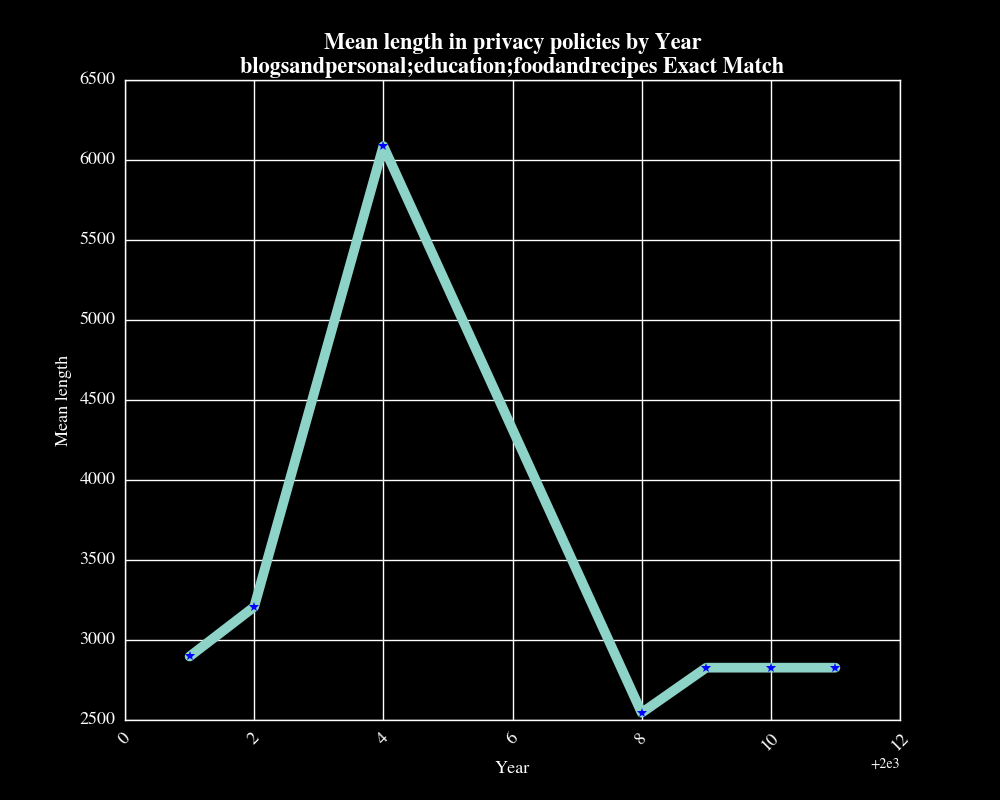 Mean length in privacy policies by Year
blogsandpersonal;education;foodandrecipes Exact Match
6500
6000
5500
5000
4500
4000
3500
3000
2500
Mean length
0 2 4 6 8 10 12
+2e3
Year